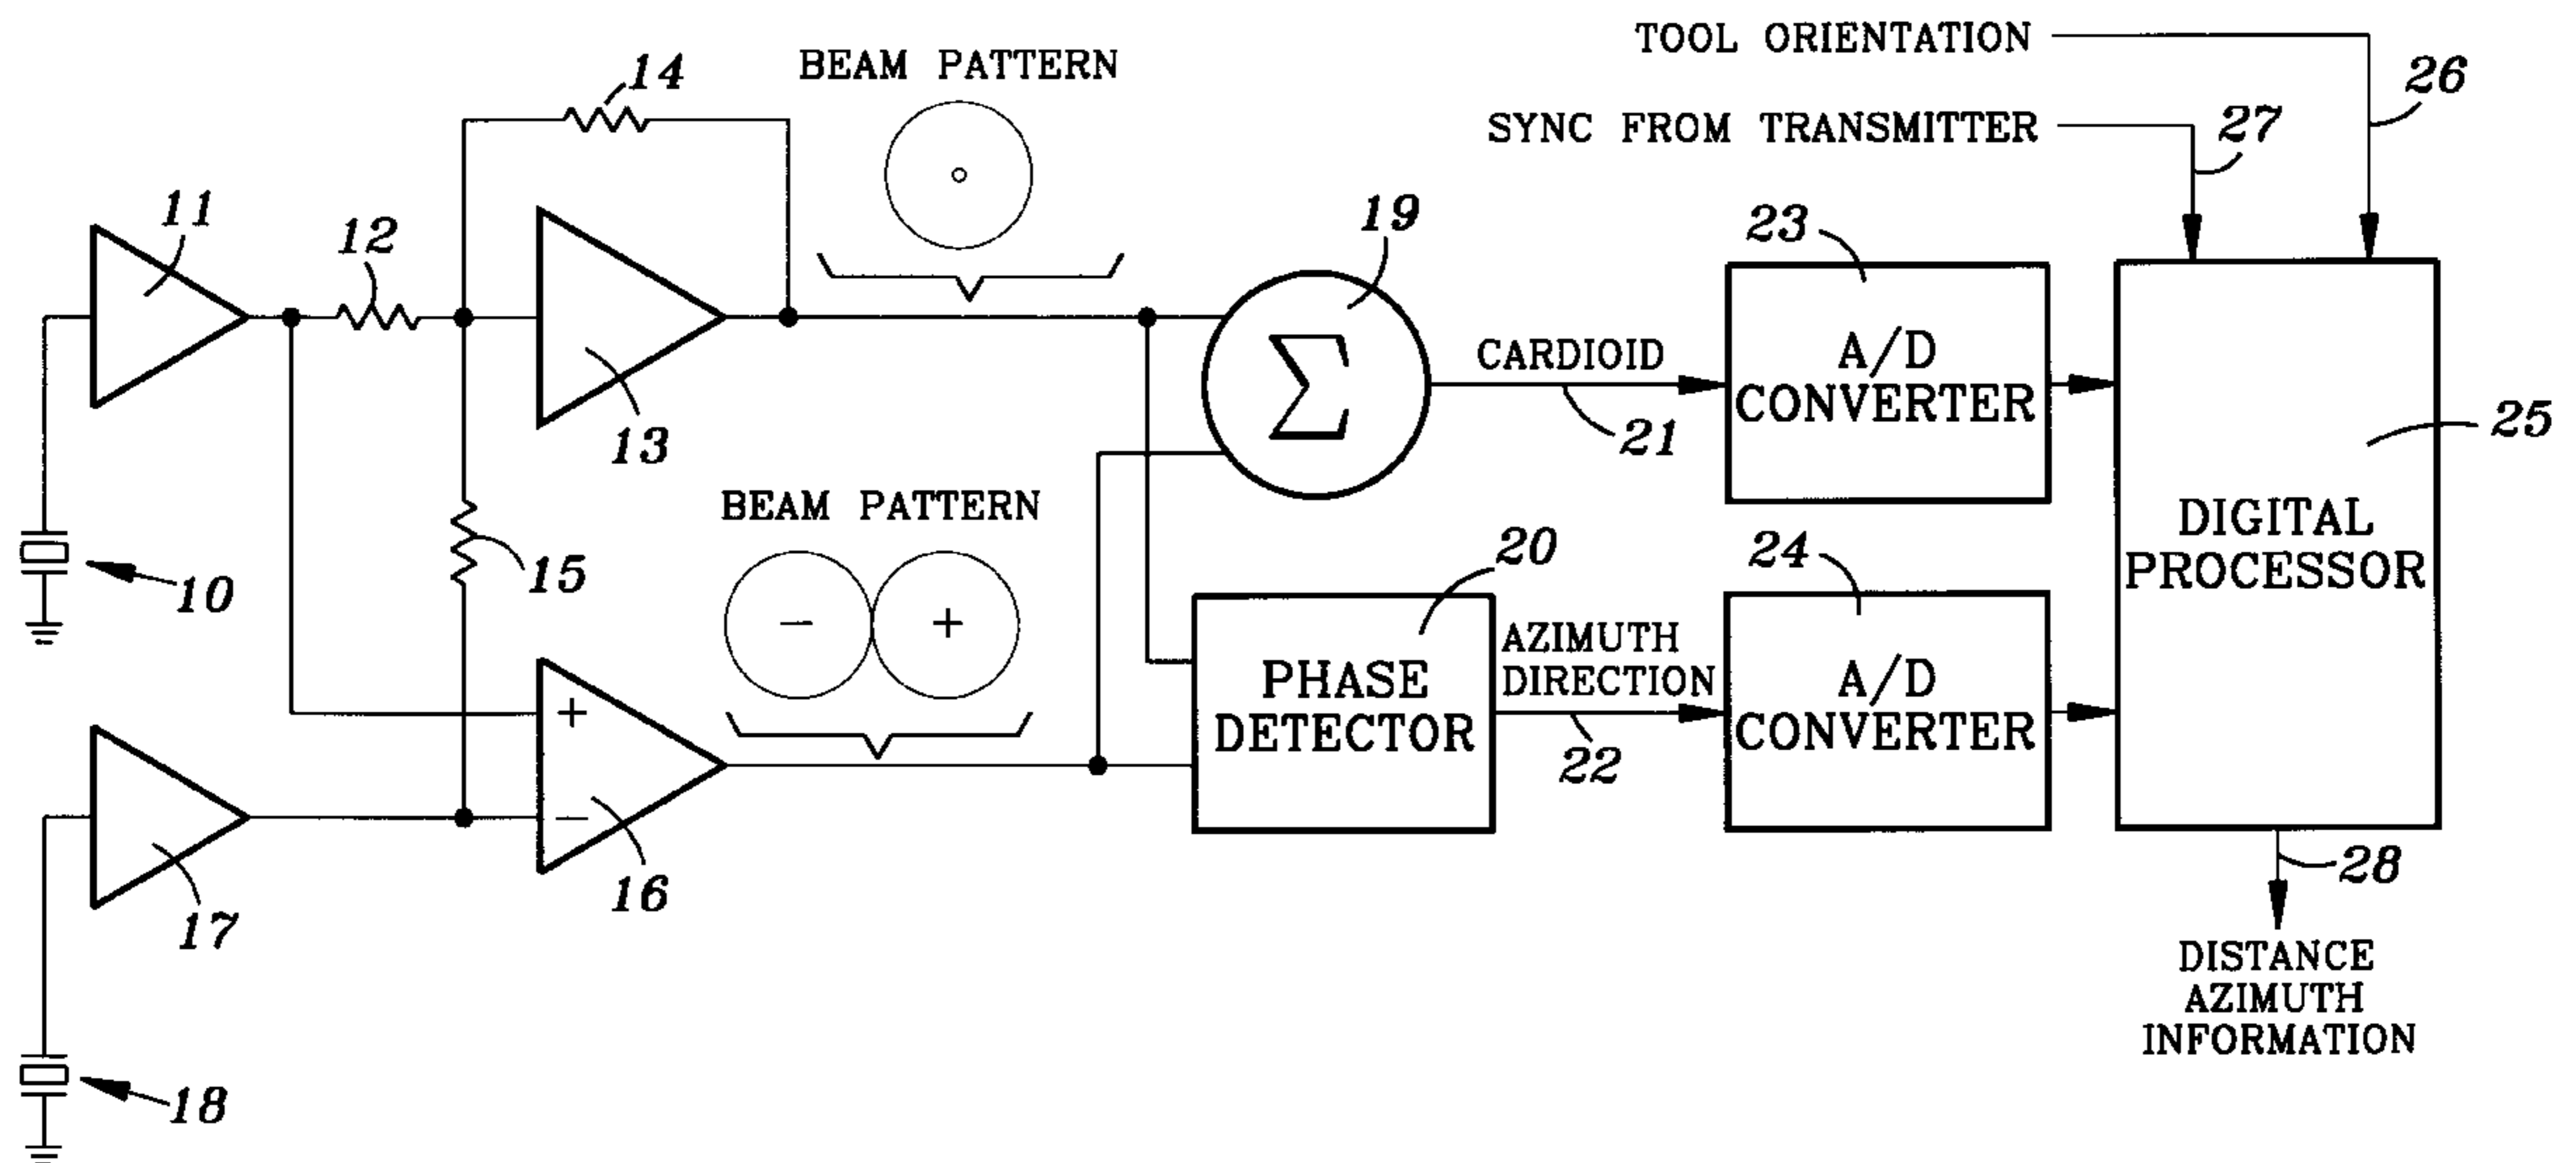 TOOL ORIENTATION
26
SYNC FROM TRANSMITTER
27
14
BEAM PATTERN
11
12
13
19
Σ
CARDIOID
21
23
A/D
CONVERTER
25
DIGITAL
PROCESSOR
10
15
BEAM PATTERN
− +
20
PHASE
DETECTOR
AZIMUTH
DIRECTION
22
24
A/D
CONVERTER
+
−
16
17
18
28
DISTANCE
AZIMUTH
INFORMATION